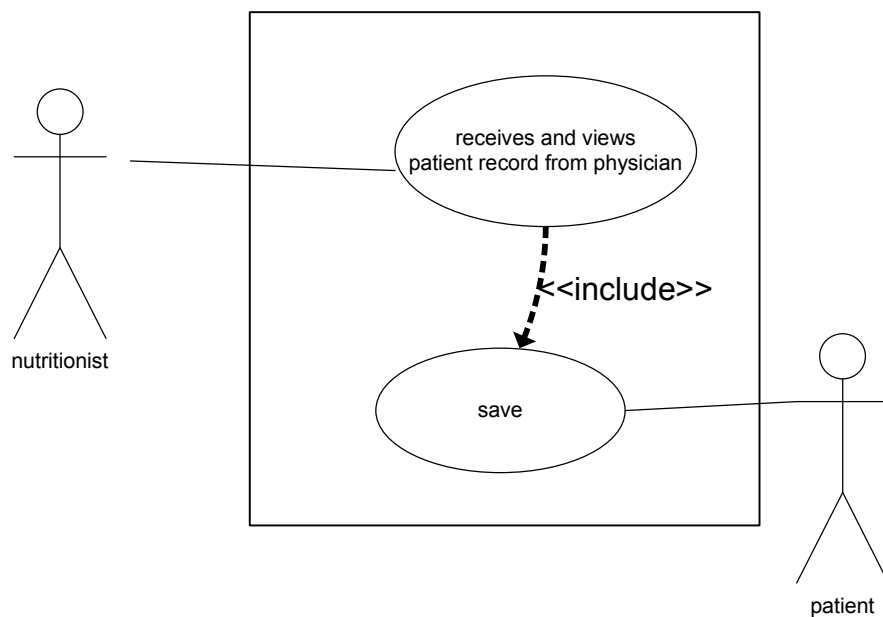 receives and views
patient record from physician
<<include>>
nutritionist
save
patient